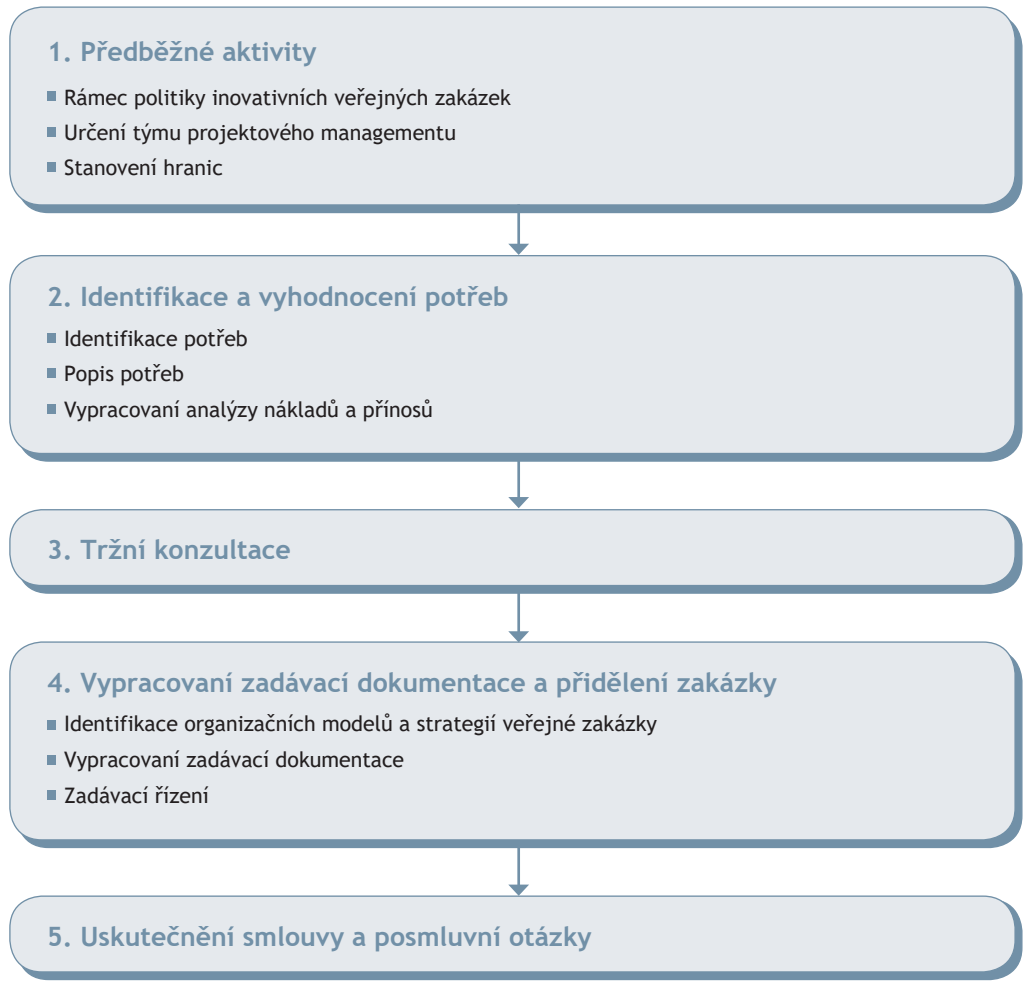 1. Předběžné aktivity
Rámec politiky inovativních veřejných zakázek
Určení týmu projektového managementu
Stanovení hranic
2. Identifikace a vyhodnocení potřeb
Identifikace potřeb
Popis potřeb
Vypracovaní analýzy nákladů a přínosů
3. Tržní konzultace
4. Vypracovaní zadávací dokumentace a přidělení zakázky
Identifikace organizačních modelů a strategií veřejné zakázky
Vypracovaní zadávací dokumentace
Zadávací řízení
5. Uskutečnění smlouvy a posmluvní otázky